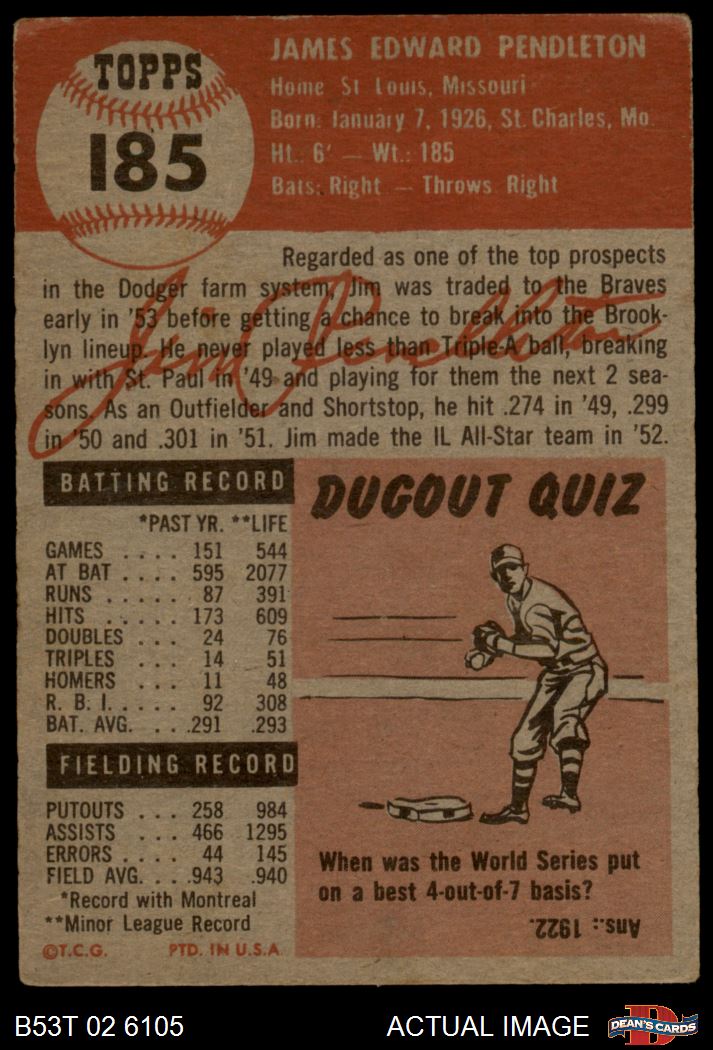 TOPPS
185
JAMES EDWARD PENDLETON
Home St Louis, Missouri
Born: January 7, 1926, St. Charles, Mo.
Ht.: 6' — Wt.: 185
Bats: Right — Throws Right
Regarded as one of the top prospects
in the Dodger farm system, Jim was traded to the Braves
early in '53 before getting a chance to break into the Brook-
lyn lineup. He never played less than Triple-A ball, breaking
in with St. Paul in '49 and playing for them the next 2 sea-
sons. As an Outfielder and Shortstop, he hit .274 in '49, .299
in '50 and .301 in '51. Jim made the IL All-Star team in '52.
Jim Pendleton
BATTING RECORD
*PAST YR. **LIFE
GAMES .... 151 544
AT BAT .... 595 2077
RUNS ..... 87 391
HITS ..... 173 609
DOUBLES ... 24 76
TRIPLES ... 14 51
HOMERS ... 11 48
R. B. I. .... 92 308
BAT. AVG. ... .291 .293
FIELDING RECORD
PUTOUTS ... 258 984
ASSISTS ... 466 1295
ERRORS .... 44 145
FIELD AVG. ... .943 .940
*Record with Montreal
**Minor League Record
©T.C.G. PTD. IN U.S.A
DUGOUT QUIZ
When was the World Series put
on a best 4-out-of-7 basis?
Ans.: 1922.
B53T 02 6105
ACTUAL IMAGE
D
DEAN'S CARDS